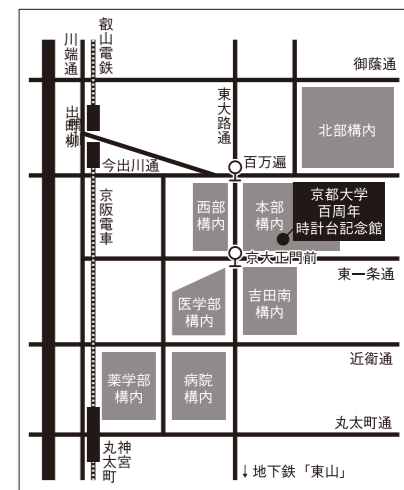 川端通
叡山電鉄
御蔭通
東大路通
出町柳
北部構内
百万遍
今出川通
京阪電車
西部
構内
本部
構内
京都大学
百周年
時計台記念館
京大正門前
東一条通
医学部
構内
吉田南
構内
近衛通
薬学部
構内
病院
構内
丸太町通
神宮
丸太町
↓地下鉄「東山」